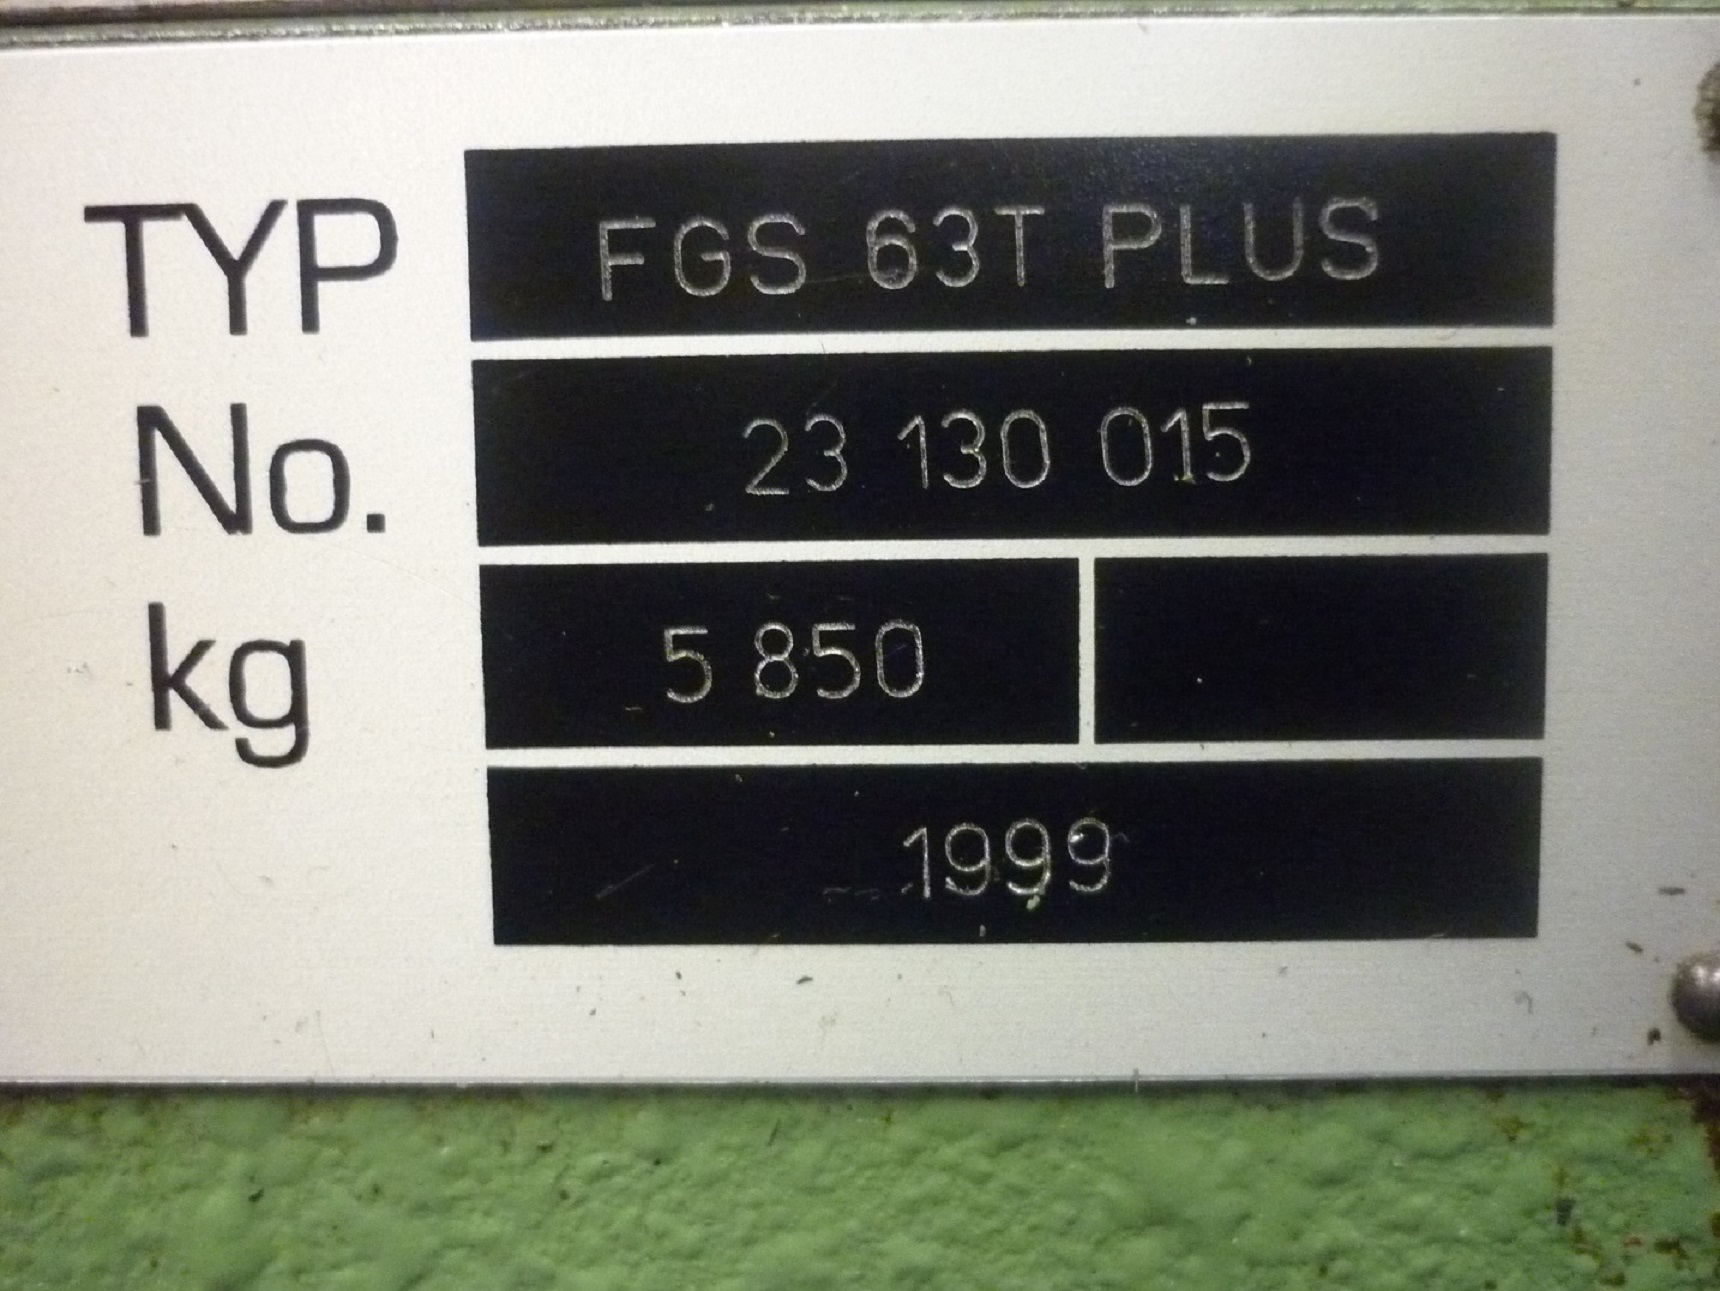 TYP FGS 63T PLUS
No. 23 130 015
kg 5 850
1999